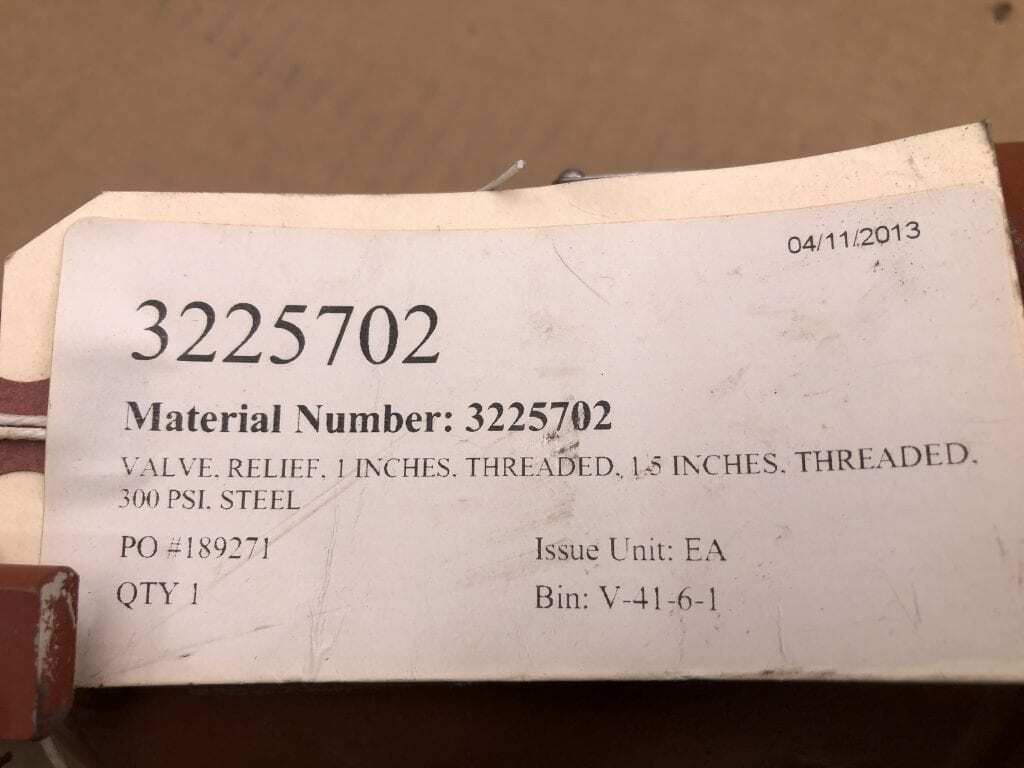 04/11/2013
3225702
Material Number: 3225702
VALVE, RELIEF, 1 INCHES, THREADED, 1.5 INCHES, THREADED,
300 PSI, STEEL
PO #189271
Issue Unit: EA
QTY 1
Bin: V-41-6-1